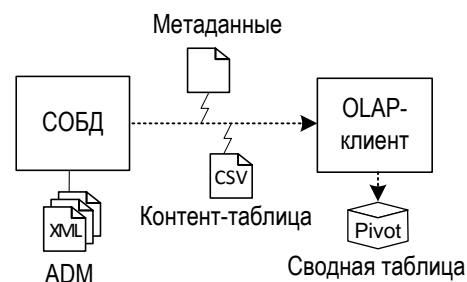 Метаданные
СОБД
OLAP-
клиент
CSV
XML
Контент-таблица
Pivot
ADM
Сводная таблица